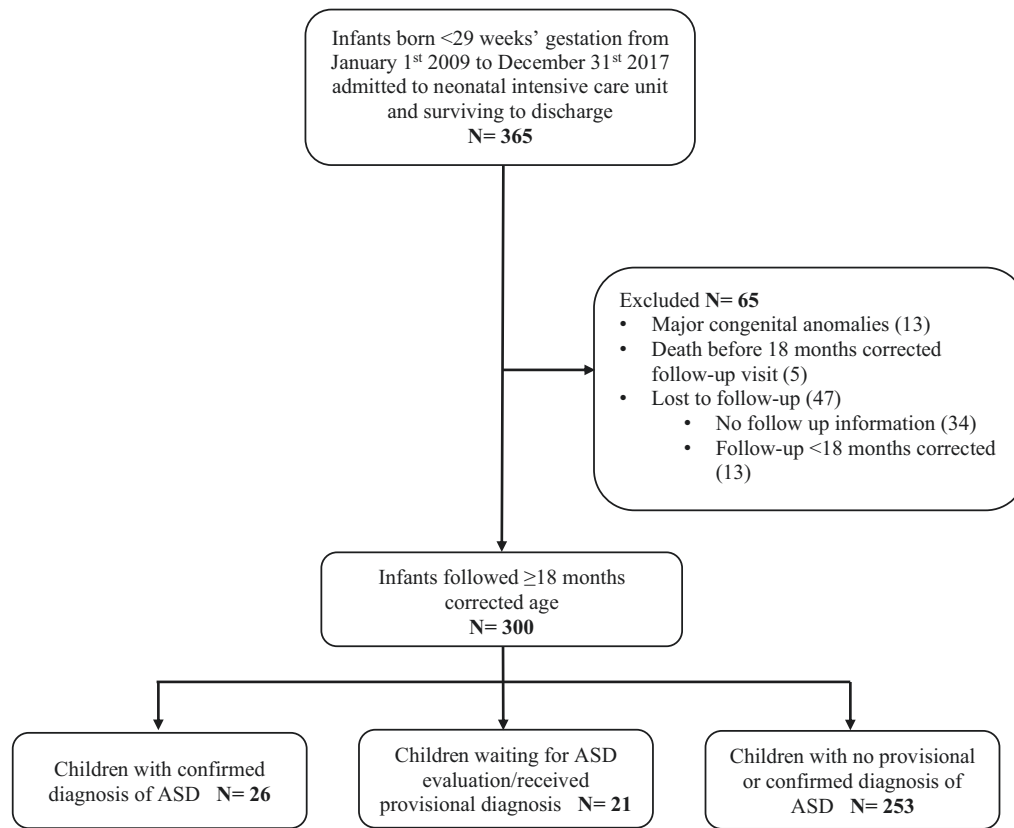 Infants born <29 weeks' gestation from
January 1st 2009 to December 31st 2017
admitted to neonatal intensive care unit
and surviving to discharge
N= 365
Excluded N= 65
• Major congenital anomalies (13)
• Death before 18 months corrected
follow-up visit (5)
• Lost to follow-up (47)
• No follow up information (34)
• Follow-up <18 months corrected
(13)
Infants followed ≥18 months
corrected age
N= 300
Children with confirmed
diagnosis of ASD N= 26
Children waiting for ASD
evaluation/received
provisional diagnosis N= 21
Children with no provisional
or confirmed diagnosis of
ASD N= 253